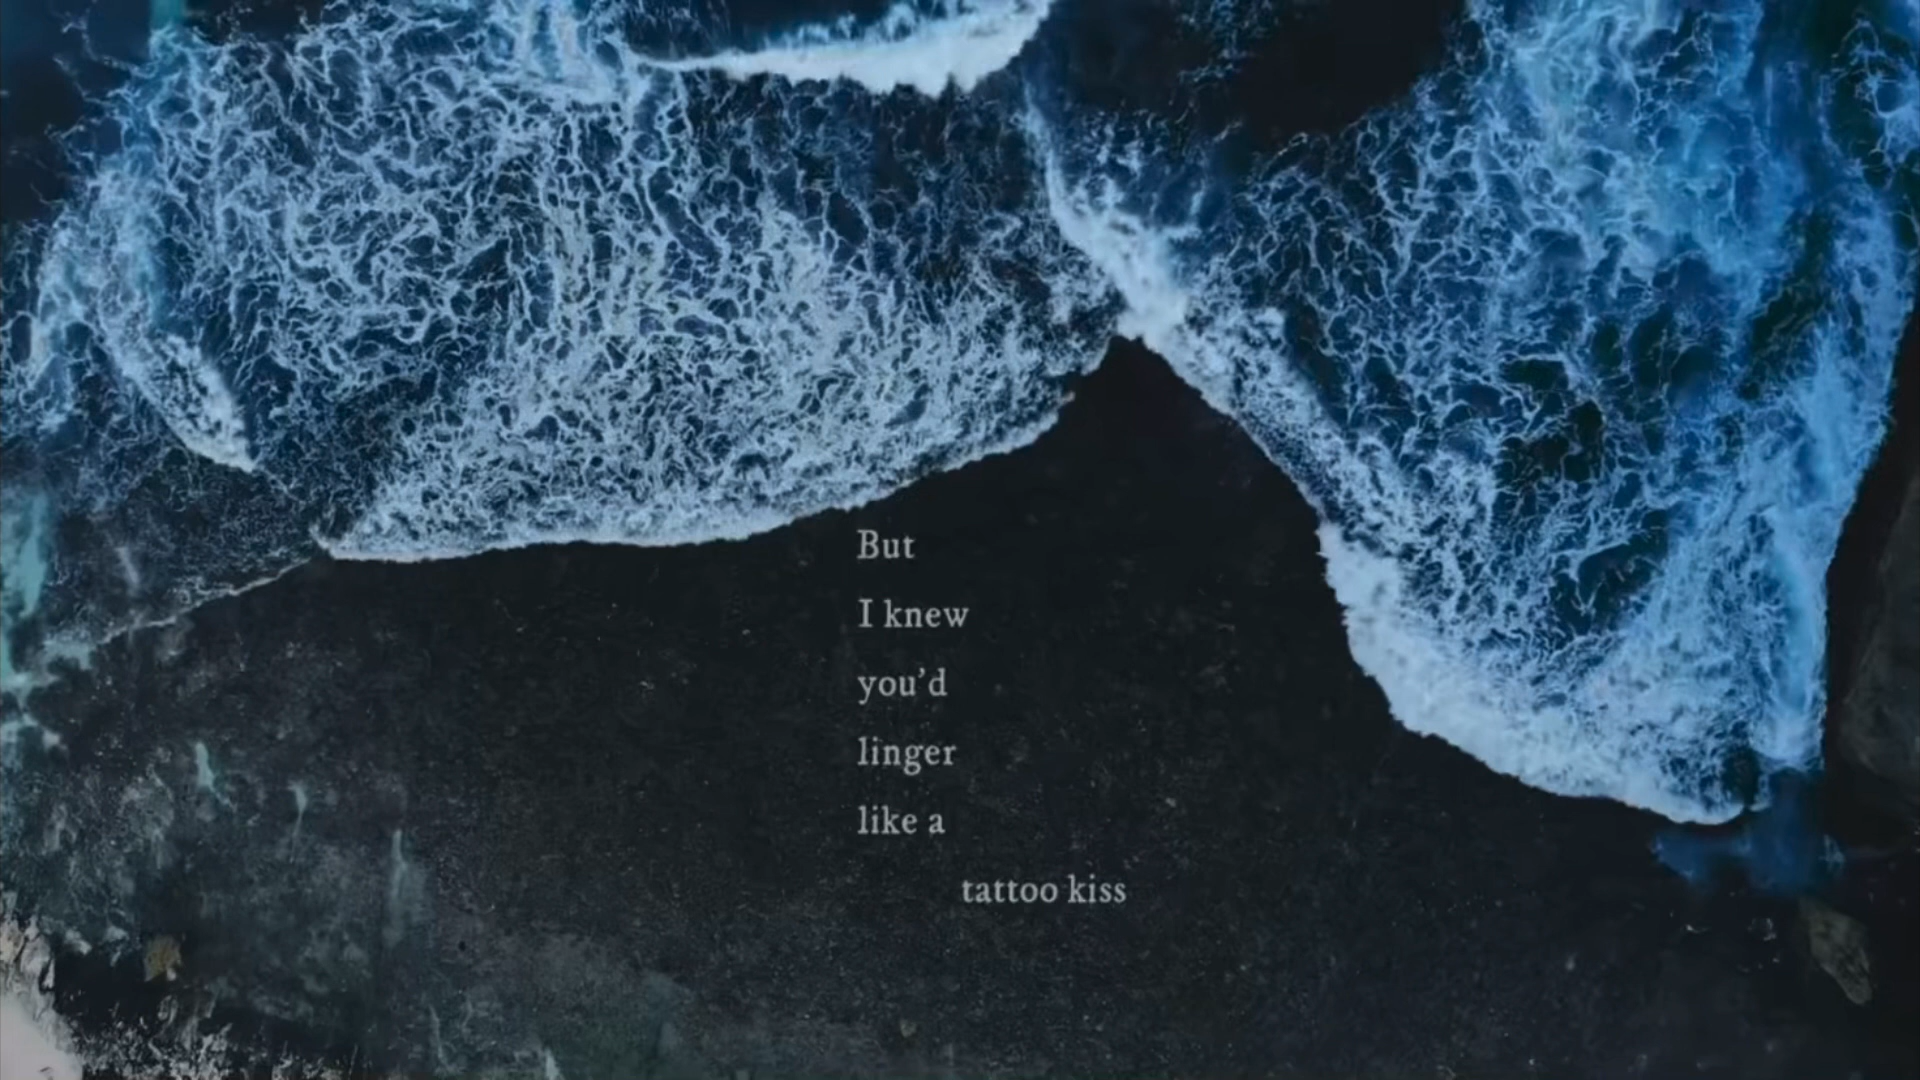 But
I knew
you’d
linger
like a
tattoo kiss